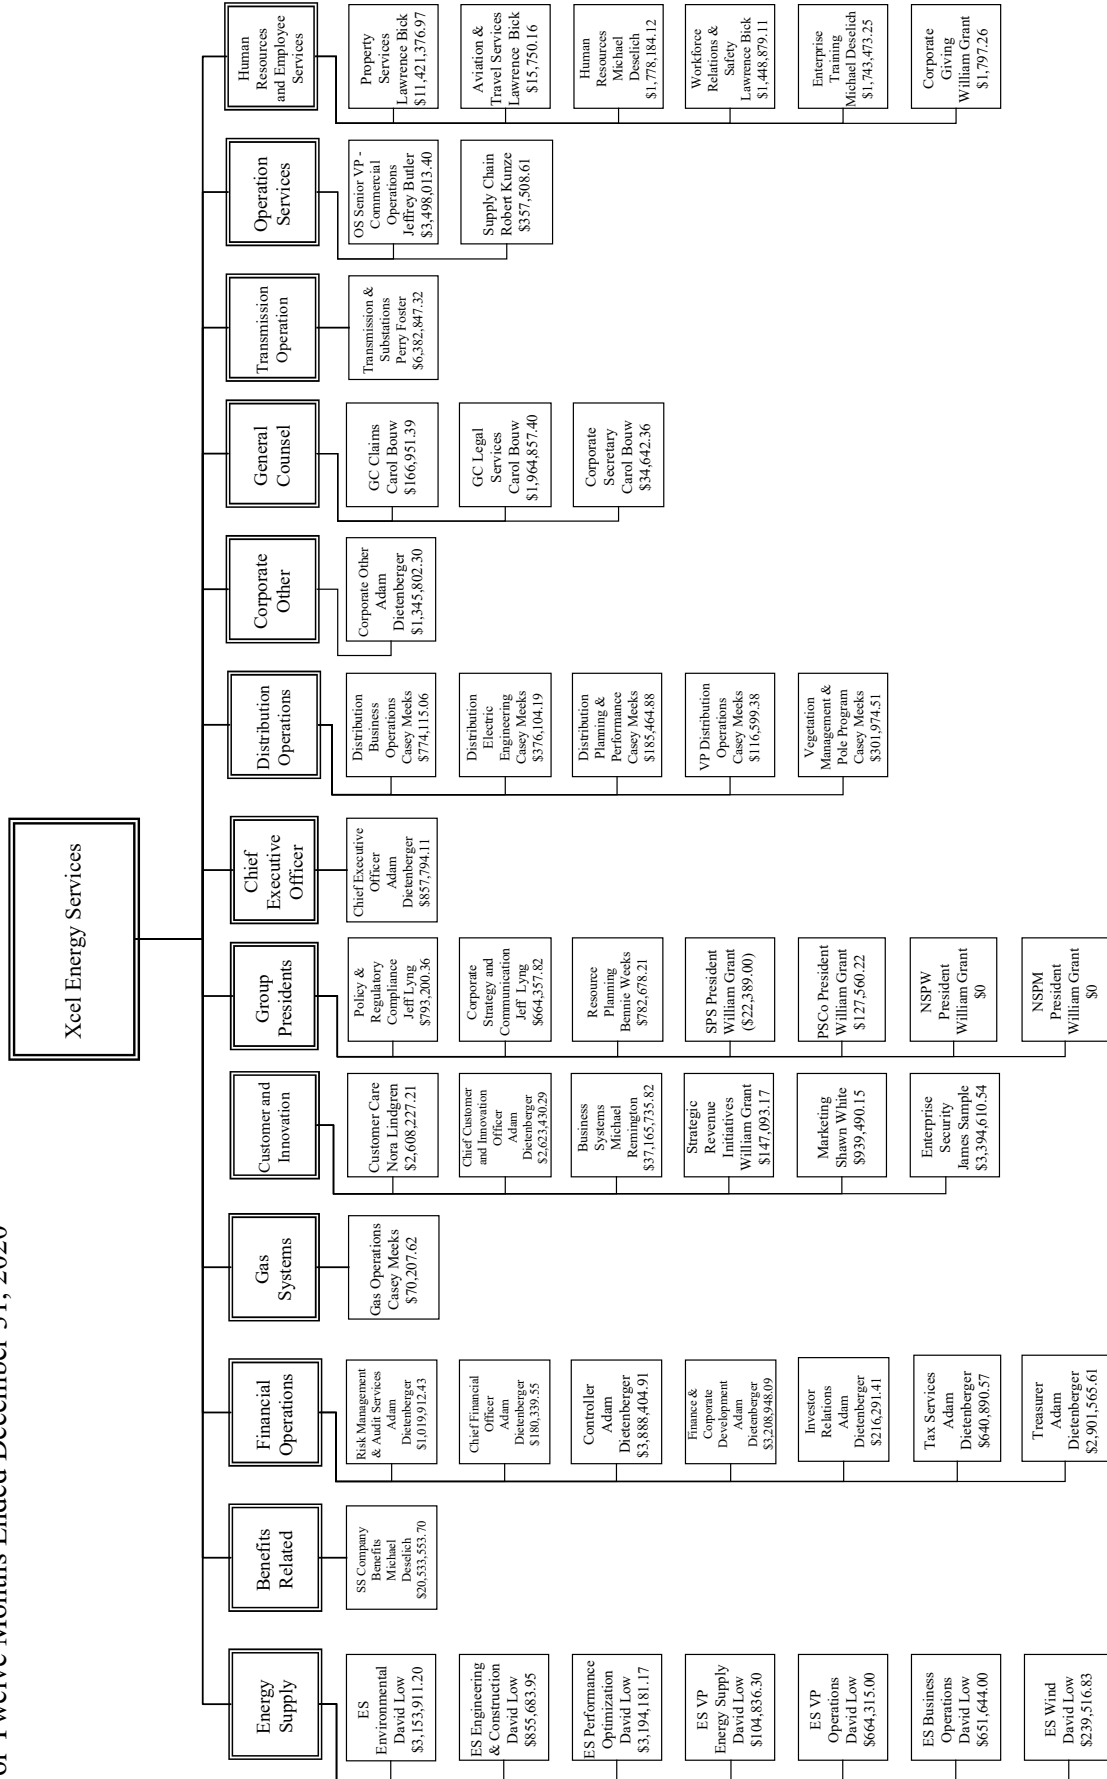 or Twelve Months Ended December 31, 2020
Xcel Energy Services
Energy
Supply
ES
Environmental
David Low
$3,153,911.20
ES Engineering
& Construction
David Low
$855,683.95
ES Performance
Optimization
David Low
$3,194,181.17
ES VP
Energy Supply
David Low
$104,836.30
ES VP
Operations
David Low
$664,315.00
ES Business
Operations
David Low
$651,644.00
ES Wind
David Low
$239,516.83
Benefits
Related
SS Company
Benefits
Michael
Deselich
$20,533,553.70
Financial
Operations
Risk Management
& Audit Services
Adam
Dietenberger
$1,019,912.43
Chief Financial
Officer
Adam
Dietenberger
$180,339.55
Controller
Adam
Dietenberger
$3,888,404.91
Finance &
Corporate
Development
Adam
Dietenberger
$3,208,948.09
Investor
Relations
Adam
Dietenberger
$216,291.41
Tax Services
Adam
Dietenberger
$640,890.57
Treasurer
Adam
Dietenberger
$2,901,565.61
Gas
Systems
Gas Operations
Casey Meeks
$70,207.62
Customer and
Innovation
Customer Care
Nora Lindgren
$2,608,227.21
Chief Customer
and Innovation
Officer
Adam
Dietenberger
$2,623,430.29
Business
Systems
Michael
Remington
$37,165,735.82
Strategic
Revenue
Initiatives
William Grant
$147,093.17
Marketing
Shawn White
$939,490.15
Enterprise
Security
James Sample
$3,394,610.54
Group
Presidents
Policy &
Regulatory
Compliance
Jeff Lyng
$793,200.36
Corporate
Strategy and
Communication
Jeff Lyng
$664,357.82
Resource
Planning
Bennie Weeks
$782,678.21
SPS President
William Grant
($22,389.00)
PSCo President
William Grant
$127,560.22
NSPW
President
William Grant
$0
NSPM
President
William Grant
$0
Chief
Executive
Officer
Chief Executive
Officer
Adam
Dietenberger
$857,794.11
Distribution
Operations
Distribution
Business
Operations
Casey Meeks
$774,115.06
Distribution
Electric
Engineering
Casey Meeks
$376,104.19
Distribution
Planning &
Performance
Casey Meeks
$185,464.88
VP Distribution
Operations
Casey Meeks
$116,599.38
Vegetation
Management &
Pole Program
Casey Meeks
$301,974.51
Corporate
Other
Corporate Other
Adam
Dietenberger
$1,345,802.30
General
Counsel
GC Claims
Carol Bouw
$166,951.39
GC Legal
Services
Carol Bouw
$1,964,857.40
Corporate
Secretary
Carol Bouw
$34,642.36
Transmission
Operation
Transmission &
Substations
Perry Foster
$6,382,847.32
Operation
Services
OS Senior VP -
Commercial
Operations
Jeffrey Butler
$3,498,013.40
Supply Chain
Robert Kunze
$357,508.61
Human
Resources
and Employee
Services
Property
Services
Lawrence Bick
$11,421,376.97
Aviation &
Travel Services
Lawrence Bick
$15,750.16
Human
Resources
Michael
Deselich
$1,778,184.12
Workforce
Relations &
Safety
Lawrence Bick
$1,448,879.11
Enterprise
Training
Michael Deselich
$1,743,473.25
Corporate
Giving
William Grant
$1,797.26